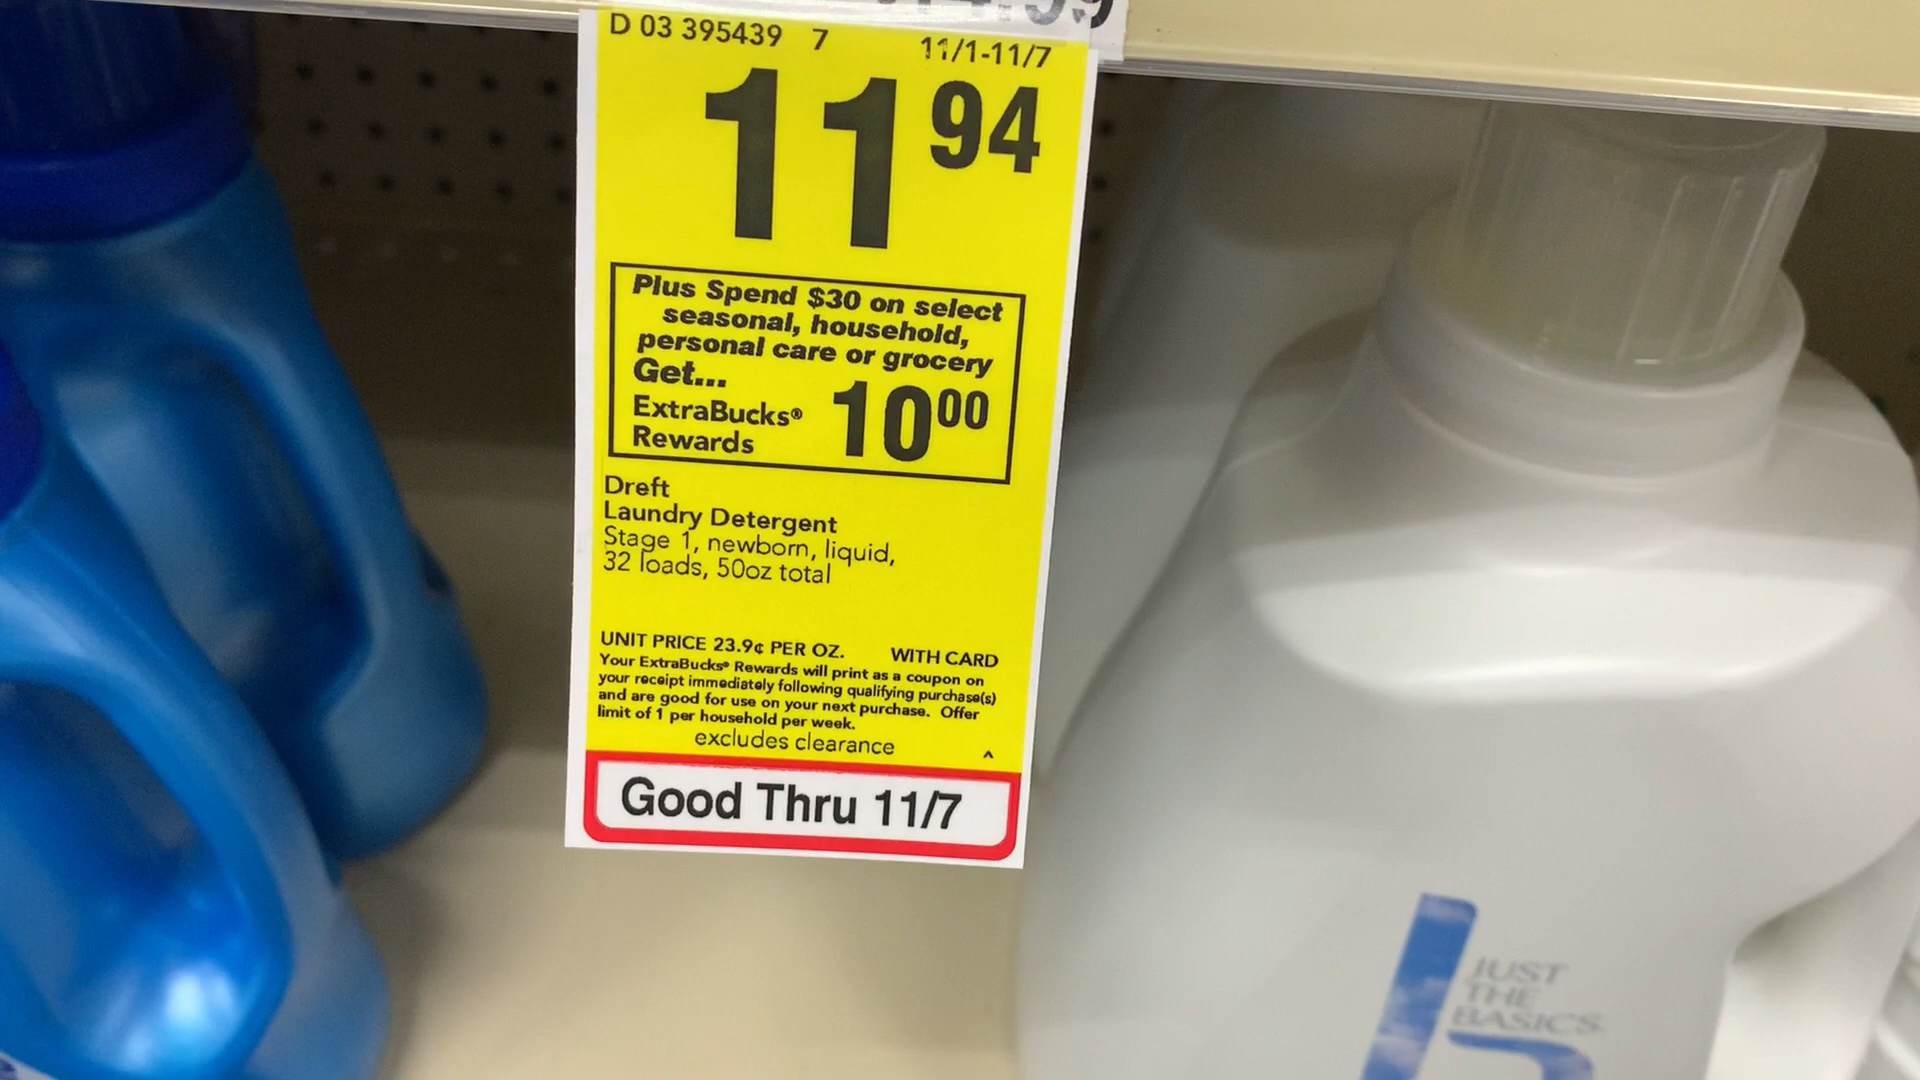 D 03 395439 7 11/1-11/7
11 94
Plus Spend $30 on select
seasonal, household,
personal care or grocery
Get...
ExtraBucks® 10 00
Rewards
Dreft
Laundry Detergent
Stage 1, newborn, liquid,
32 loads, 50oz total
UNIT PRICE 23.9¢ PER OZ. WITH CARD
Your ExtraBucks® Rewards will print as a coupon on
your receipt immediately following qualifying purchase(s)
and are good for use on your next purchase. Offer
limit of 1 per household per week.
excludes clearance ^
Good Thru 11/7
JUST
THE
BASICS
b